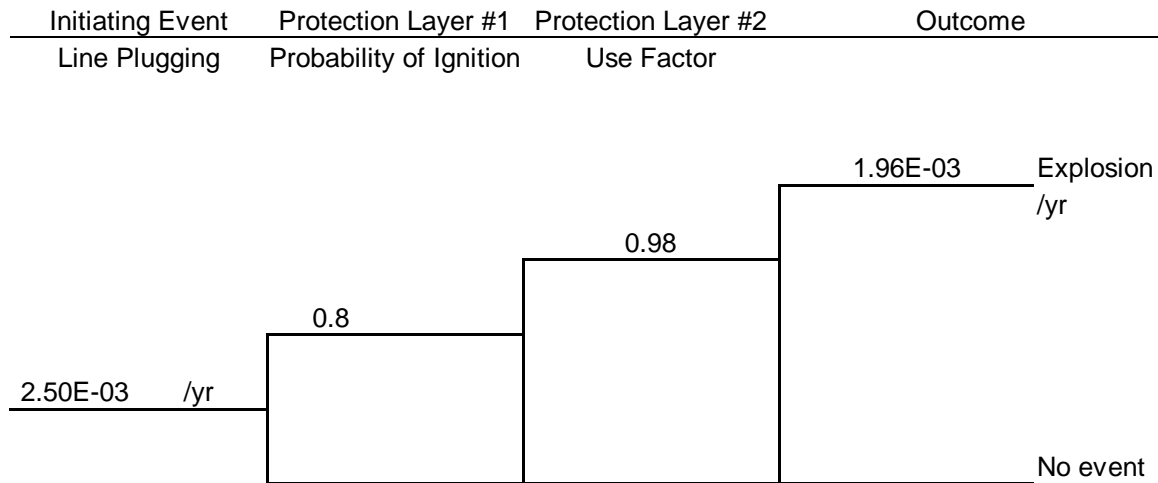 Initiating Event Protection Layer #1 Protection Layer #2 Outcome
Line Plugging Probability of Ignition Use Factor
1.96E-03 Explosion
/yr
0.98
0.8
2.50E-03 /yr
No event